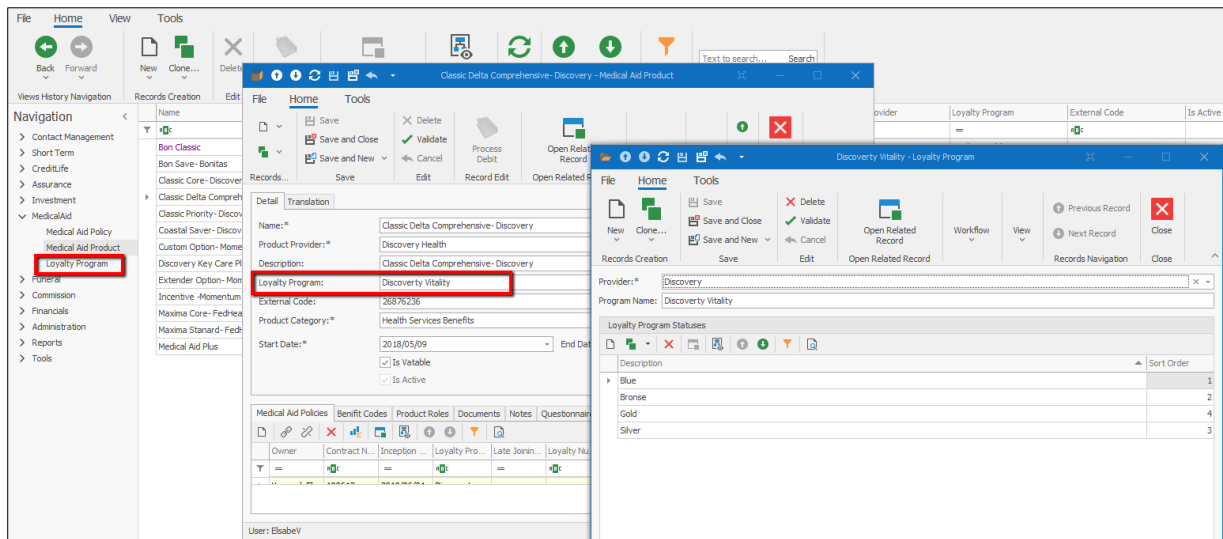 File Home View Tools
Back Forward New Clone... Delete Text to search... Search
Views History Navigation Records Creation Edit
Navigation
Contact Management
Short Term
CreditLife
Assurance
Investment
MedicalAid
Medical Aid Policy
Medical Aid Product
Loyalty Program
Funeral
Commission
Financials
Administration
Reports
Tools
Name
Bon Classic
Bon Save- Bonitas
Classic Core- Discover
Classic Delta Compreh
Classic Priority- Discov
Coastal Saver- Discov
Custom Option- Mome
Discovery Key Care Pl
Extender Option- Mom
Incentive -Momentum
Maxima Core- FedHea
Maxima Stanard- Fedh
Medical Aid Plus
ovider Loyalty Program External Code Is Active
Classic Delta Comprehensive- Discovery - Medical Aid Product
File Home Tools
Save Delete
Save and Close Validate
Save and New Cancel
Process Debit
Open Relat
Record
Records... Save Edit Record Edit Open Related R
Detail Translation
Name:* Classic Delta Comprehensive- Discovery
Product Provider:* Discovery Health
Description: Classic Delta Comprehensive- Discovery
Loyalty Program: Discoverty Vitality
External Code: 26876236
Product Category:* Health Services Benefits
Start Date:* 2018/05/09 End Dat
Is Vatable
Is Active
Medical Aid Policies Benifit Codes Product Roles Documents Notes Questionnair
Owner Contract N... Inception ... Loyalty Pro... Late Joinin... Loyalty Nu
User: ElsabeV
Discoverty Vitality - Loyalty Program
File Home Tools
New Clone...
Save Delete
Save and Close Validate
Save and New Cancel
Open Related
Record
Workflow View
Previous Record
Next Record
Close
Records Creation Save Edit Open Related Record Records Navigation Close
Provider:* Discovery
Program Name: Discoverty Vitality
Loyalty Program Statuses
Description Sort Order
Blue 1
Bronse 2
Gold 4
Silver 3